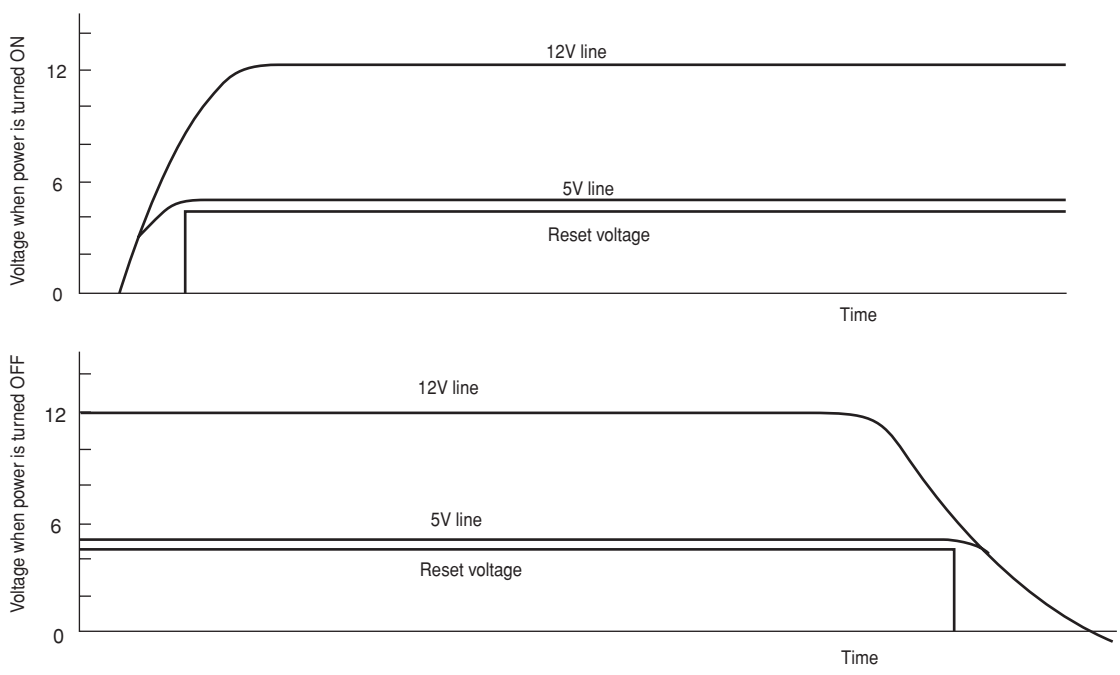 Voltage when power is turned ON
12V line
12
5V line
6
Reset voltage
0
Time
Voltage when power is turned OFF
12V line
12
5V line
6
Reset voltage
0
Time